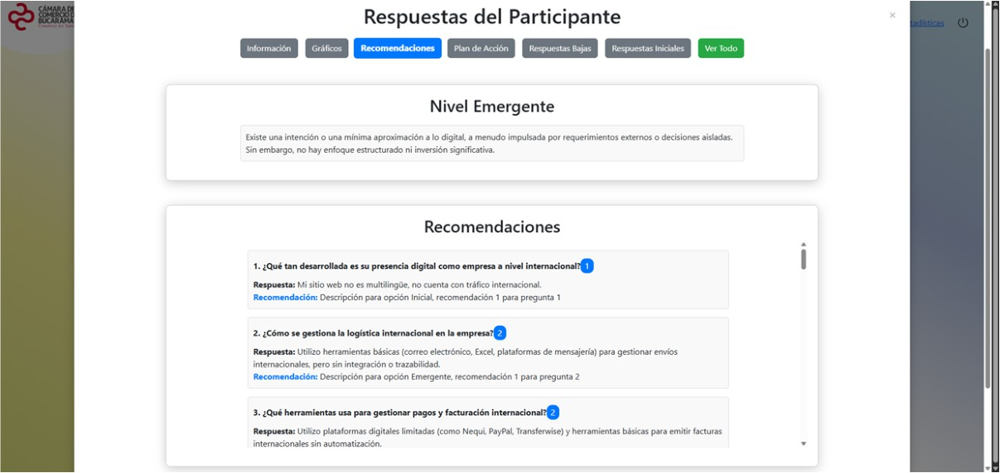 CÁMARA DE
COMERCIO D
BUCARAMA
Respuestas del Participante
×
tadísticas
Información
Gráficos
Recomendaciones
Plan de Acción
Respuestas Bajas
Respuestas Iniciales
Ver Todo
Nivel Emergente
Existe una intención o una mínima aproximación a lo digital, a menudo impulsada por requerimientos externos o decisiones aisladas.
Sin embargo, no hay enfoque estructurado ni inversión significativa.
Recomendaciones
1. ¿Qué tan desarrollada es su presencia digital como empresa a nivel internacional? 1
Respuesta: Mi sitio web no es multilingüe, no cuenta con tráfico internacional.
Recomendación: Descripción para opción Inicial, recomendación 1 para pregunta 1
2. ¿Cómo se gestiona la logística internacional en la empresa? 2
Respuesta: Utilizo herramientas básicas (correo electrónico, Excel, plataformas de mensajería) para gestionar envíos
internacionales, pero sin integración o trazabilidad.
Recomendación: Descripción para opción Emergente, recomendación 1 para pregunta 2
3. ¿Qué herramientas usa para gestionar pagos y facturación internacional? 2
Respuesta: Utilizo plataformas digitales limitadas (como Nequi, PayPal, Transferwise) y herramientas básicas para emitir facturas
internacionales sin automatización.